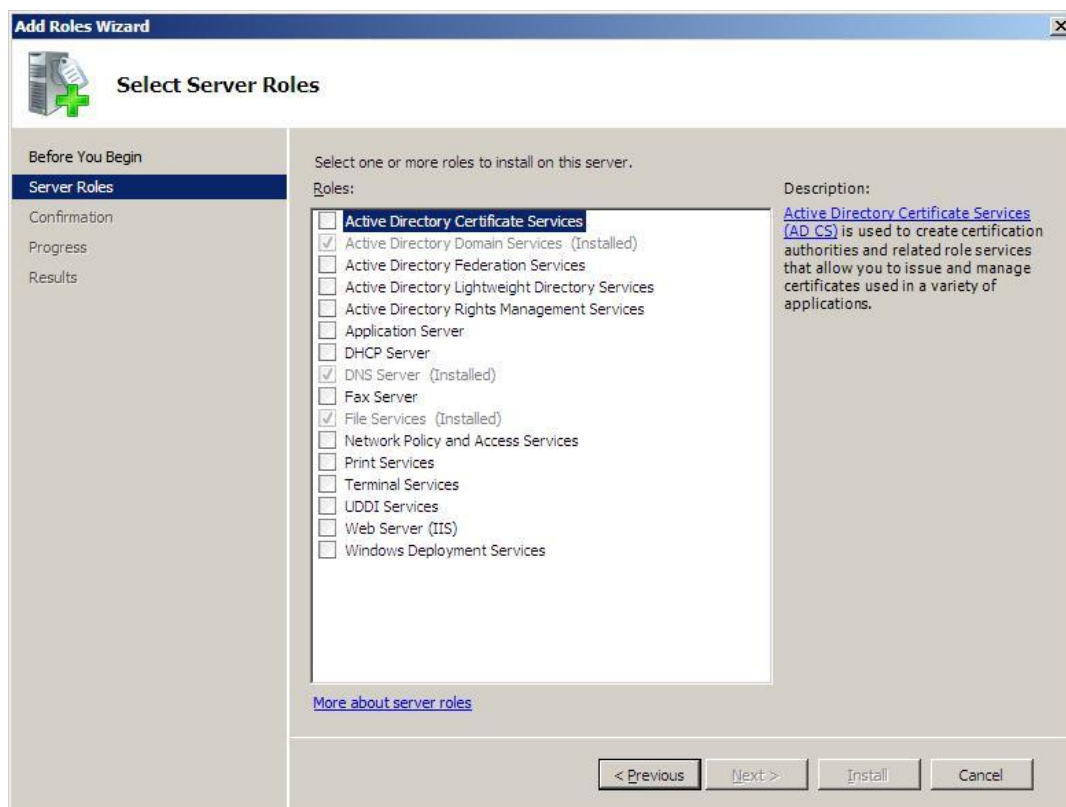 Add Roles Wizard
Select Server Roles
Before You Begin
Server Roles
Confirmation
Progress
Results
Select one or more roles to install on this server.
Roles:
Active Directory Certificate Services
Active Directory Domain Services (Installed)
Active Directory Federation Services
Active Directory Lightweight Directory Services
Active Directory Rights Management Services
Application Server
DHCP Server
DNS Server (Installed)
Fax Server
File Services (Installed)
Network Policy and Access Services
Print Services
Terminal Services
UDDI Services
Web Server (IIS)
Windows Deployment Services
More about server roles
Description:
Active Directory Certificate Services
(AD CS) is used to create certification
authorities and related role services
that allow you to issue and manage
certificates used in a variety of
applications.
< Previous
Next >
Install
Cancel